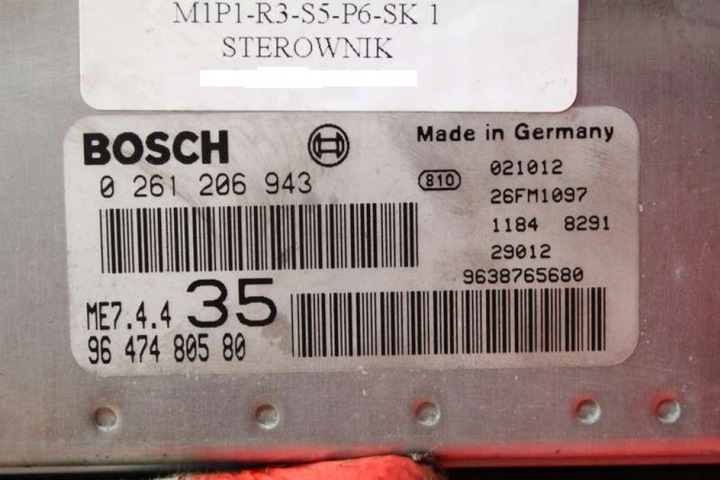 M1P1-R3-S5-P6-SK 1
STEROWNIK
BOSCH
Made in Germany
0 261 206 943
810
021012
26FM1097
1184 8291
29012
9638765680
ME7.4.4 35
96 474 805 80